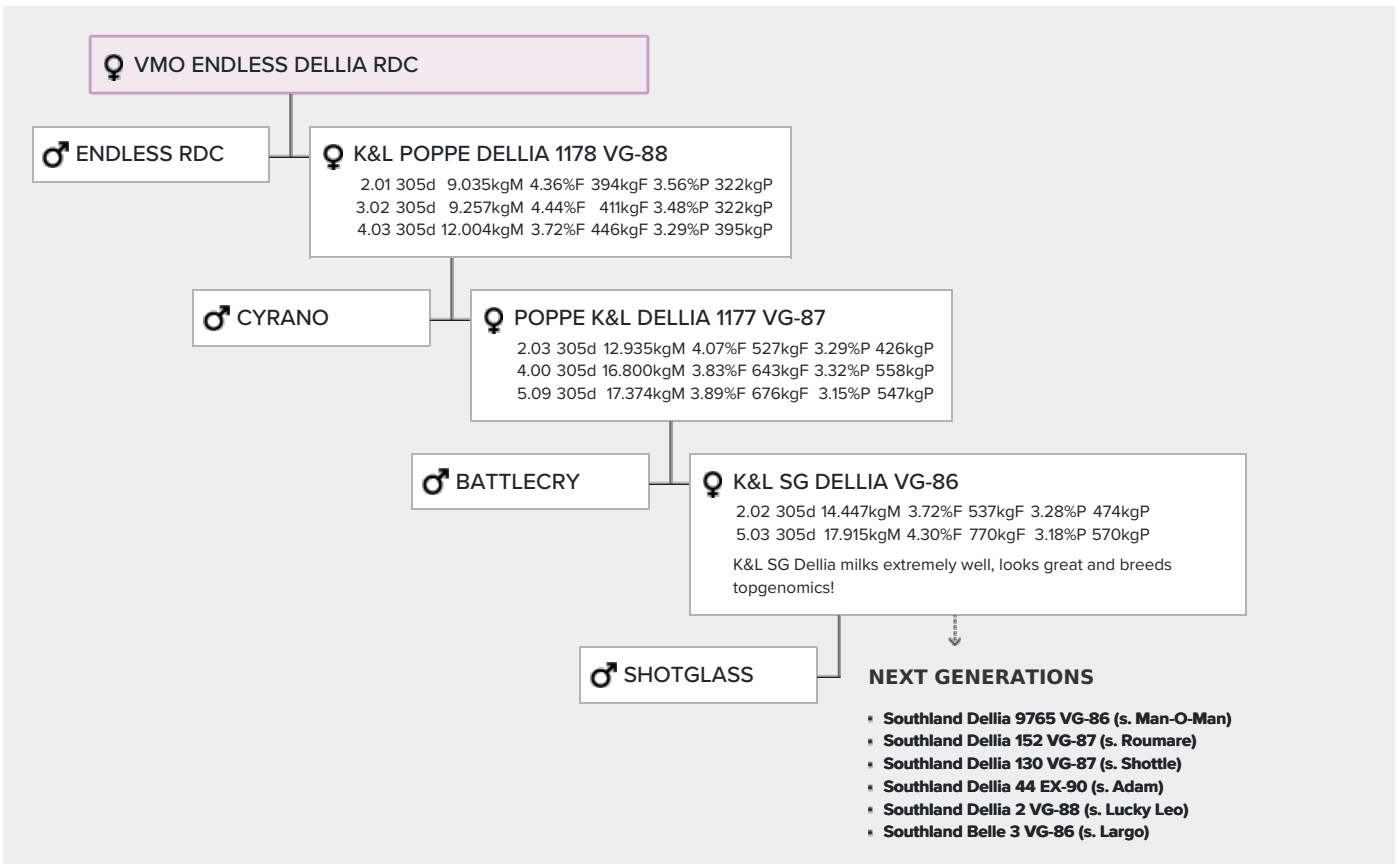 VMO ENDLESS DELLIA RDC
ENDLESS RDC
K&L POPPE DELLIA 1178 VG-88
2.01 305d 9.035kgM 4.36%F 394kgF 3.56%P 322kgP
3.02 305d 9.257kgM 4.44%F 411kgF 3.48%P 322kgP
4.03 305d 12.004kgM 3.72%F 446kgF 3.29%P 395kgP
CYRANO
POPPE K&L DELLIA 1177 VG-87
2.03 305d 12.935kgM 4.07%F 527kgF 3.29%P 426kgP
4.00 305d 16.800kgM 3.83%F 643kgF 3.32%P 558kgP
5.09 305d 17.374kgM 3.89%F 676kgF 3.15%P 547kgP
BATTLECRY
K&L SG DELLIA VG-86
2.02 305d 14.447kgM 3.72%F 537kgF 3.28%P 474kgP
5.03 305d 17.915kgM 4.30%F 770kgF 3.18%P 570kgP
K&L SG Dellia milks extremely well, looks great and breeds
topgenomics!
SHOTGLASS
NEXT GENERATIONS
Southland Dellia 9765 VG-86 (s. Man-O-Man)
Southland Dellia 152 VG-87 (s. Roumare)
Southland Dellia 130 VG-87 (s. Shottle)
Southland Dellia 44 EX-90 (s. Adam)
Southland Dellia 2 VG-88 (s. Lucky Leo)
Southland Belle 3 VG-86 (s. Largo)